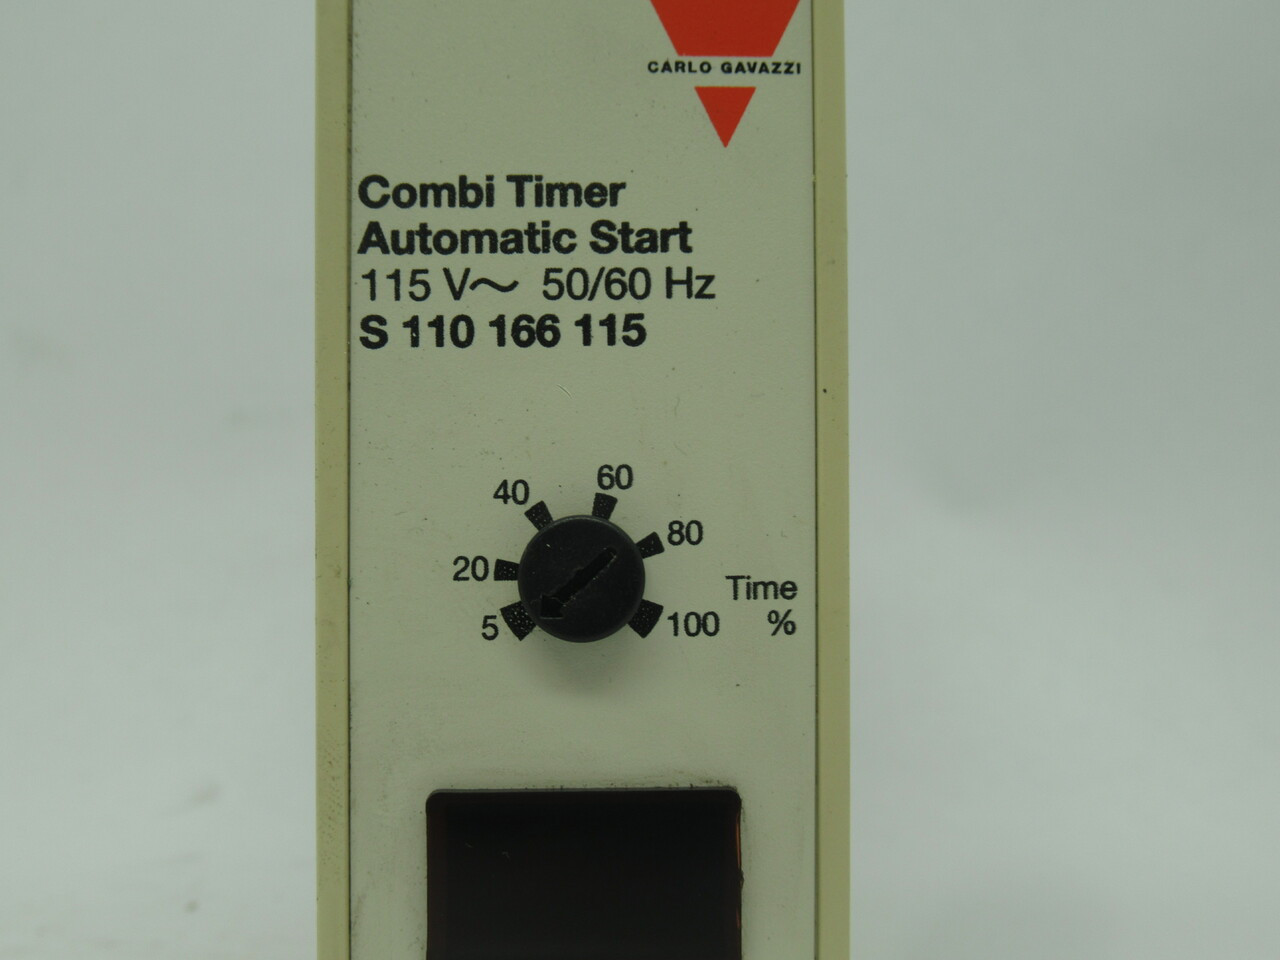 CARLO GAVAZZI
Combi Timer
Automatic Start
115 V~ 50/60 Hz
S 110 166 115
60
40
80
20
Time
5
100
%